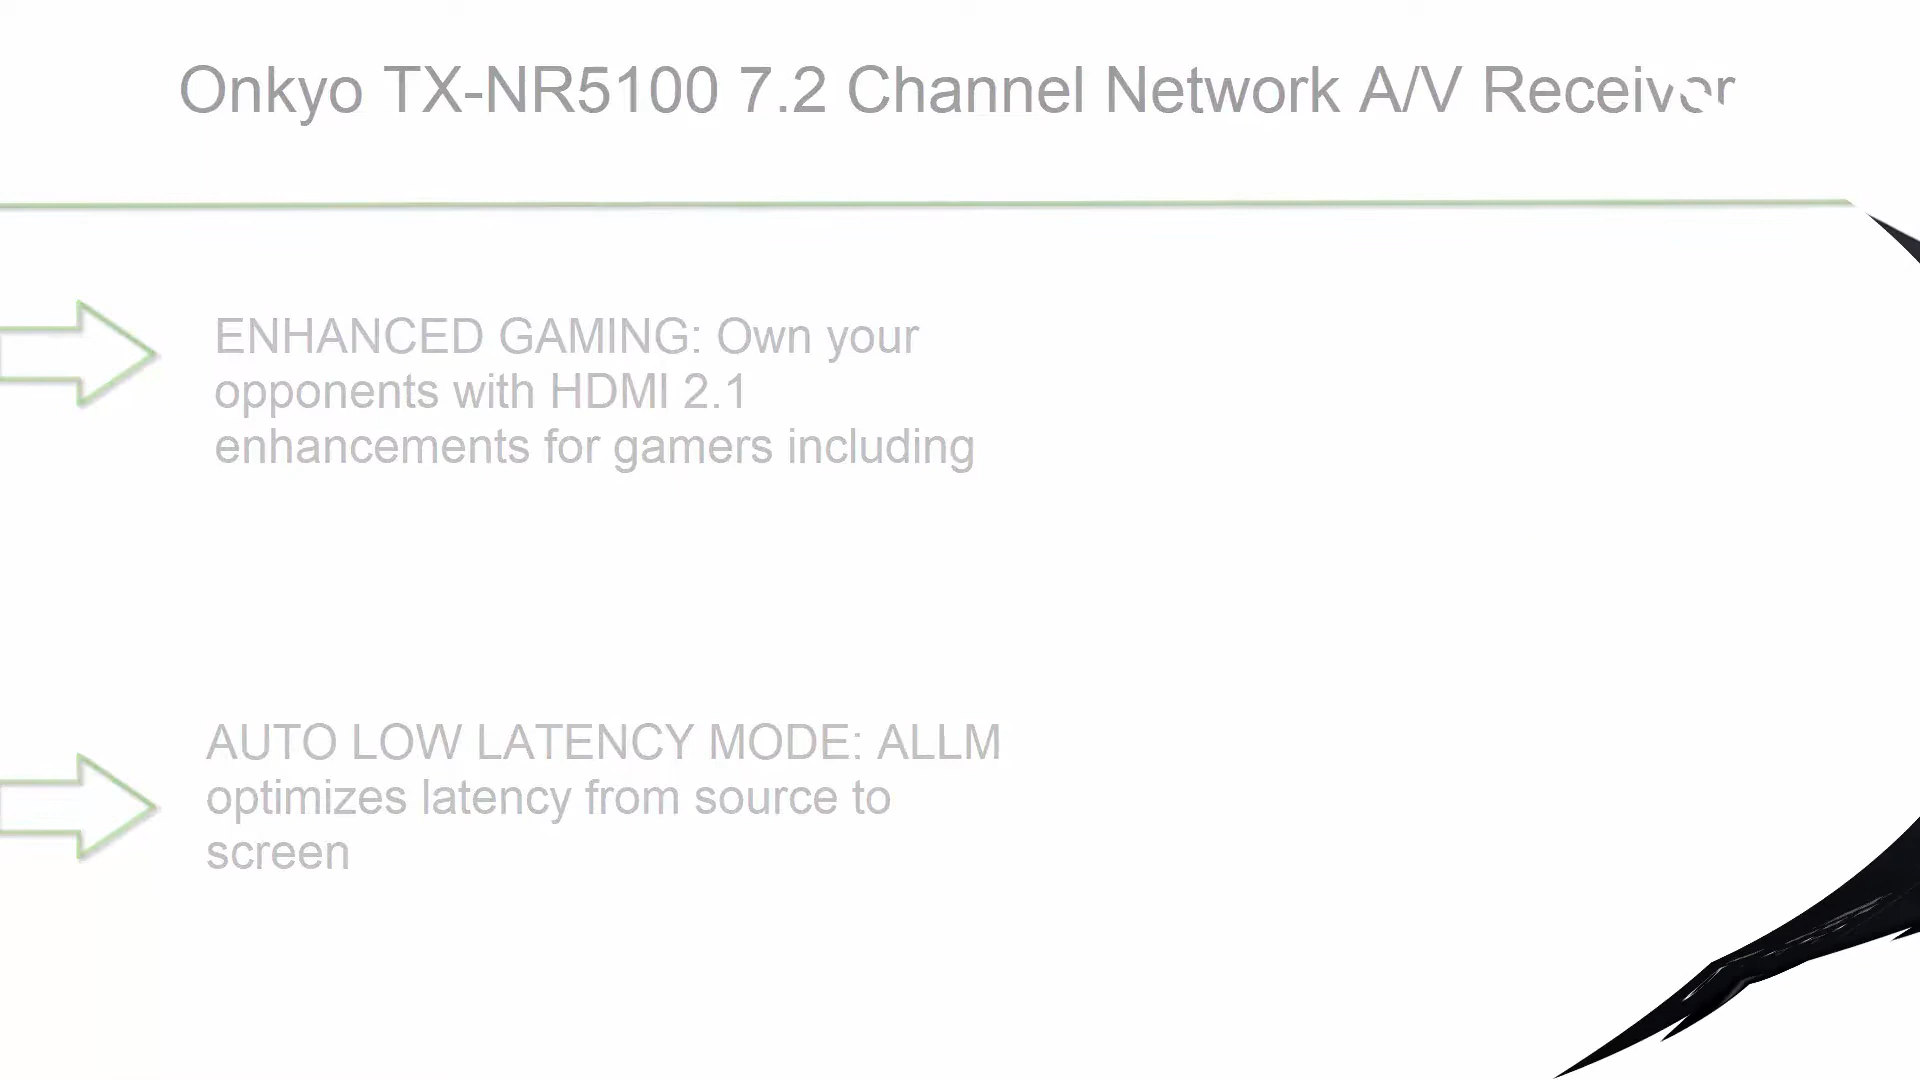 Onkyo TX-NR5100 7.2 Channel Network A/V Receiver
ENHANCED GAMING: Own your
opponents with HDMI 2.1
enhancements for gamers including
AUTO LOW LATENCY MODE: ALLM
optimizes latency from source to
screen